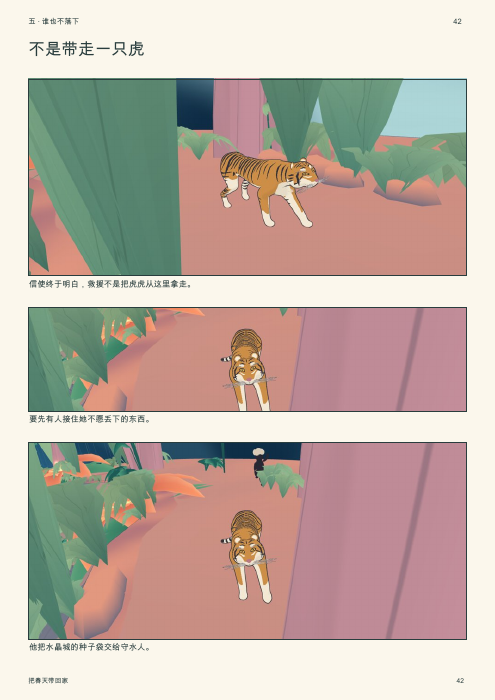 五 · 谁也不落下
42
不是带走一只虎
信使终于明白，救援不是把虎虎从这里拿走。
要先有人接住她不愿丢下的东西。
他把水晶城的种子袋交给守水人。
把春天带回家
42